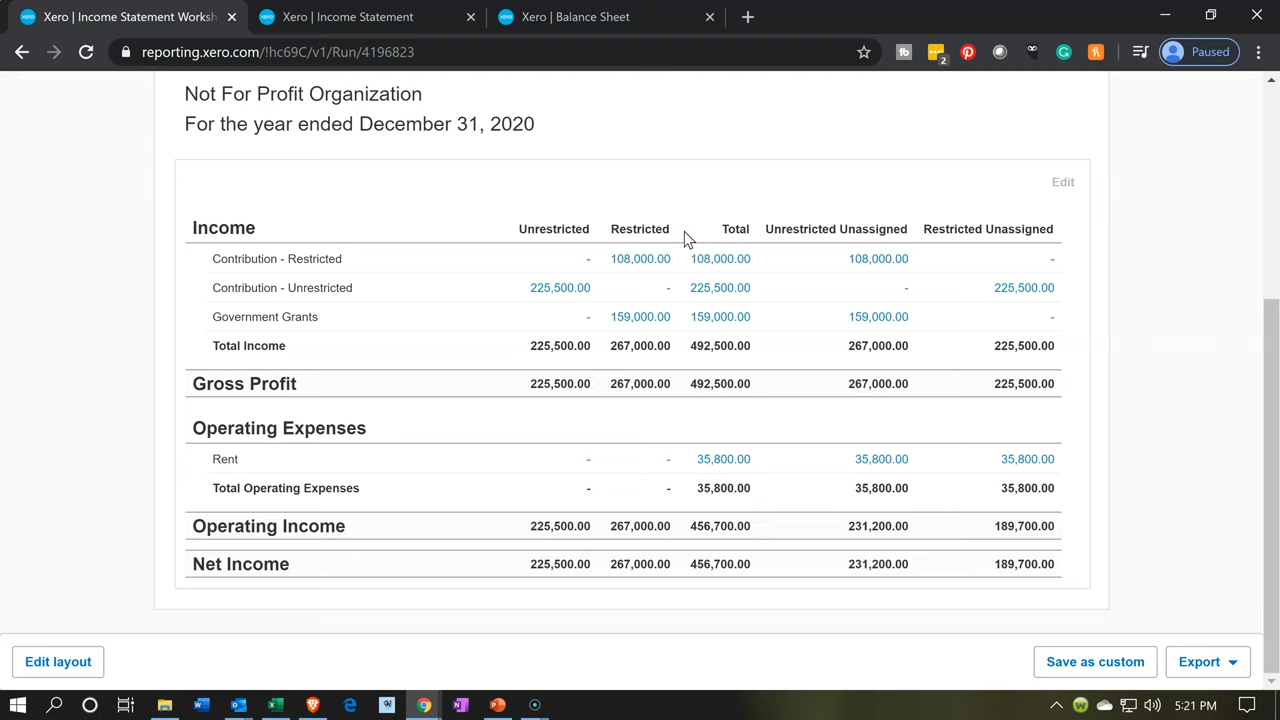 Xero | Income Statement Worksh
Xero | Income Statement
Xero | Balance Sheet
reporting.xero.com/!hc69C/v1/Run/4196823
2
Paused
Not For Profit Organization
For the year ended December 31, 2020
Edit
Income Unrestricted Restricted Total Unrestricted Unassigned Restricted Unassigned
Contribution - Restricted - 108,000.00 108,000.00 108,000.00 -
Contribution - Unrestricted 225,500.00 - 225,500.00 - 225,500.00
Government Grants - 159,000.00 159,000.00 159,000.00 -
Total Income 225,500.00 267,000.00 492,500.00 267,000.00 225,500.00
Gross Profit 225,500.00 267,000.00 492,500.00 267,000.00 225,500.00
Operating Expenses
Rent - - 35,800.00 35,800.00 35,800.00
Total Operating Expenses - - 35,800.00 35,800.00 35,800.00
Operating Income 225,500.00 267,000.00 456,700.00 231,200.00 189,700.00
Net Income 225,500.00 267,000.00 456,700.00 231,200.00 189,700.00
Edit layout
Save as custom
Export
5:21 PM